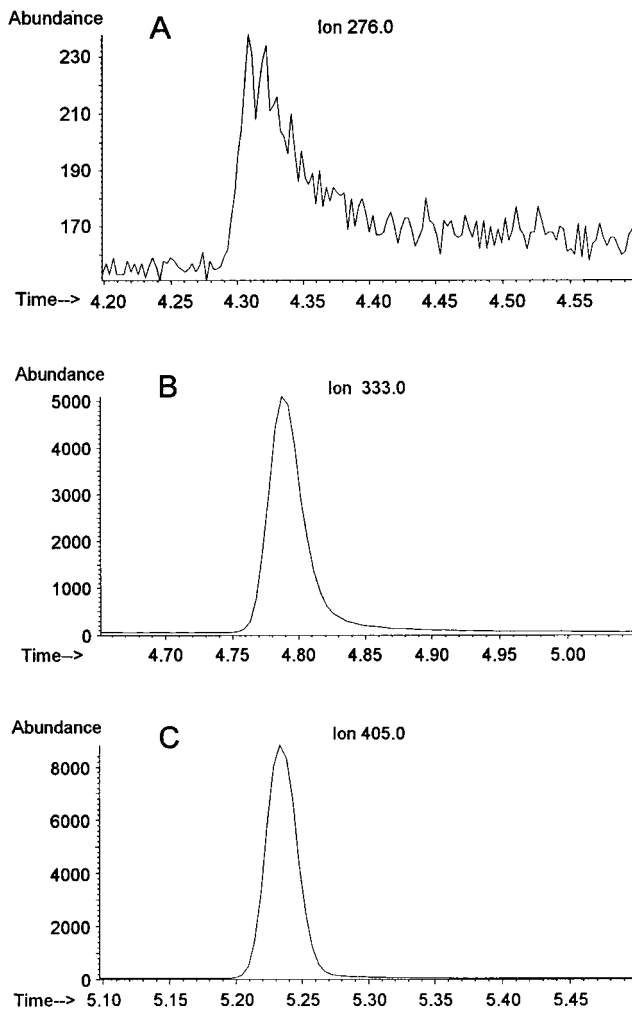 Abundance
A
Ion 276.0
230
210
190
170
Time--> 4.20 4.25 4.30 4.35 4.40 4.45 4.50 4.55
Abundance
B
Ion 333.0
5000
4000
3000
2000
1000
0
Time--> 4.70 4.75 4.80 4.85 4.90 4.95 5.00
Abundance
C
Ion 405.0
8000
6000
4000
2000
0
Time--> 5.10 5.15 5.20 5.25 5.30 5.35 5.40 5.45